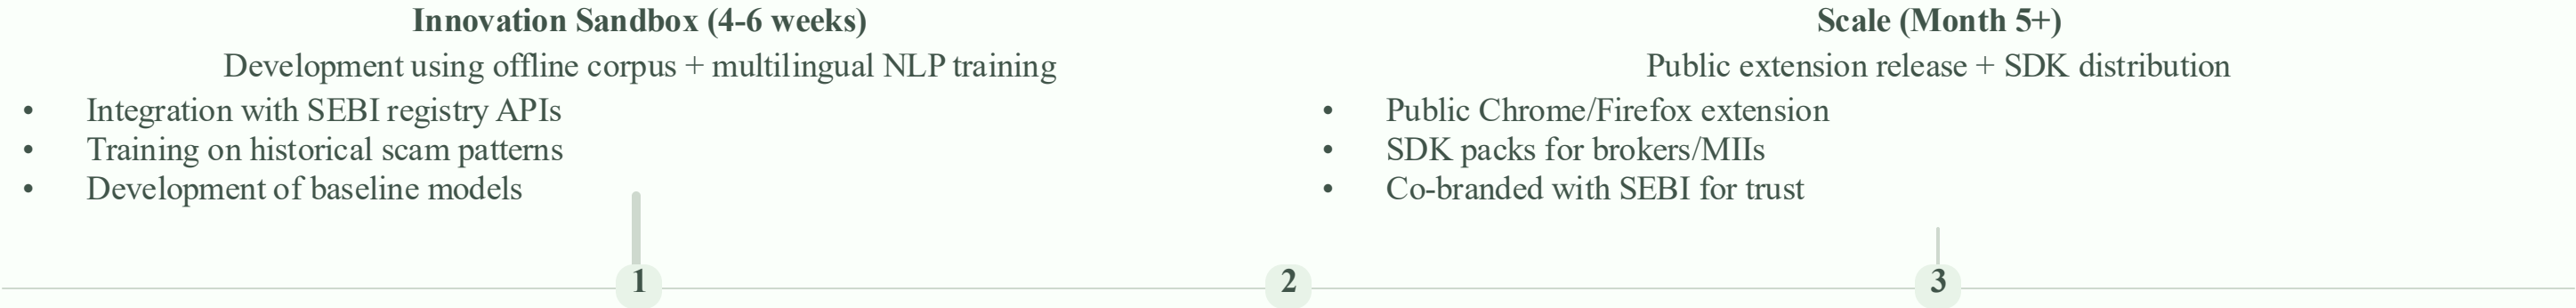 Innovation Sandbox (4-6 weeks)
Development using offline corpus + multilingual NLP training
• Integration with SEBI registry APIs
• Training on historical scam patterns
• Development of baseline models
Scale (Month 5+)
Public extension release + SDK distribution
• Public Chrome/Firefox extension
• SDK packs for brokers/MIIs
• Co-branded with SEBI for trust
1
2
3